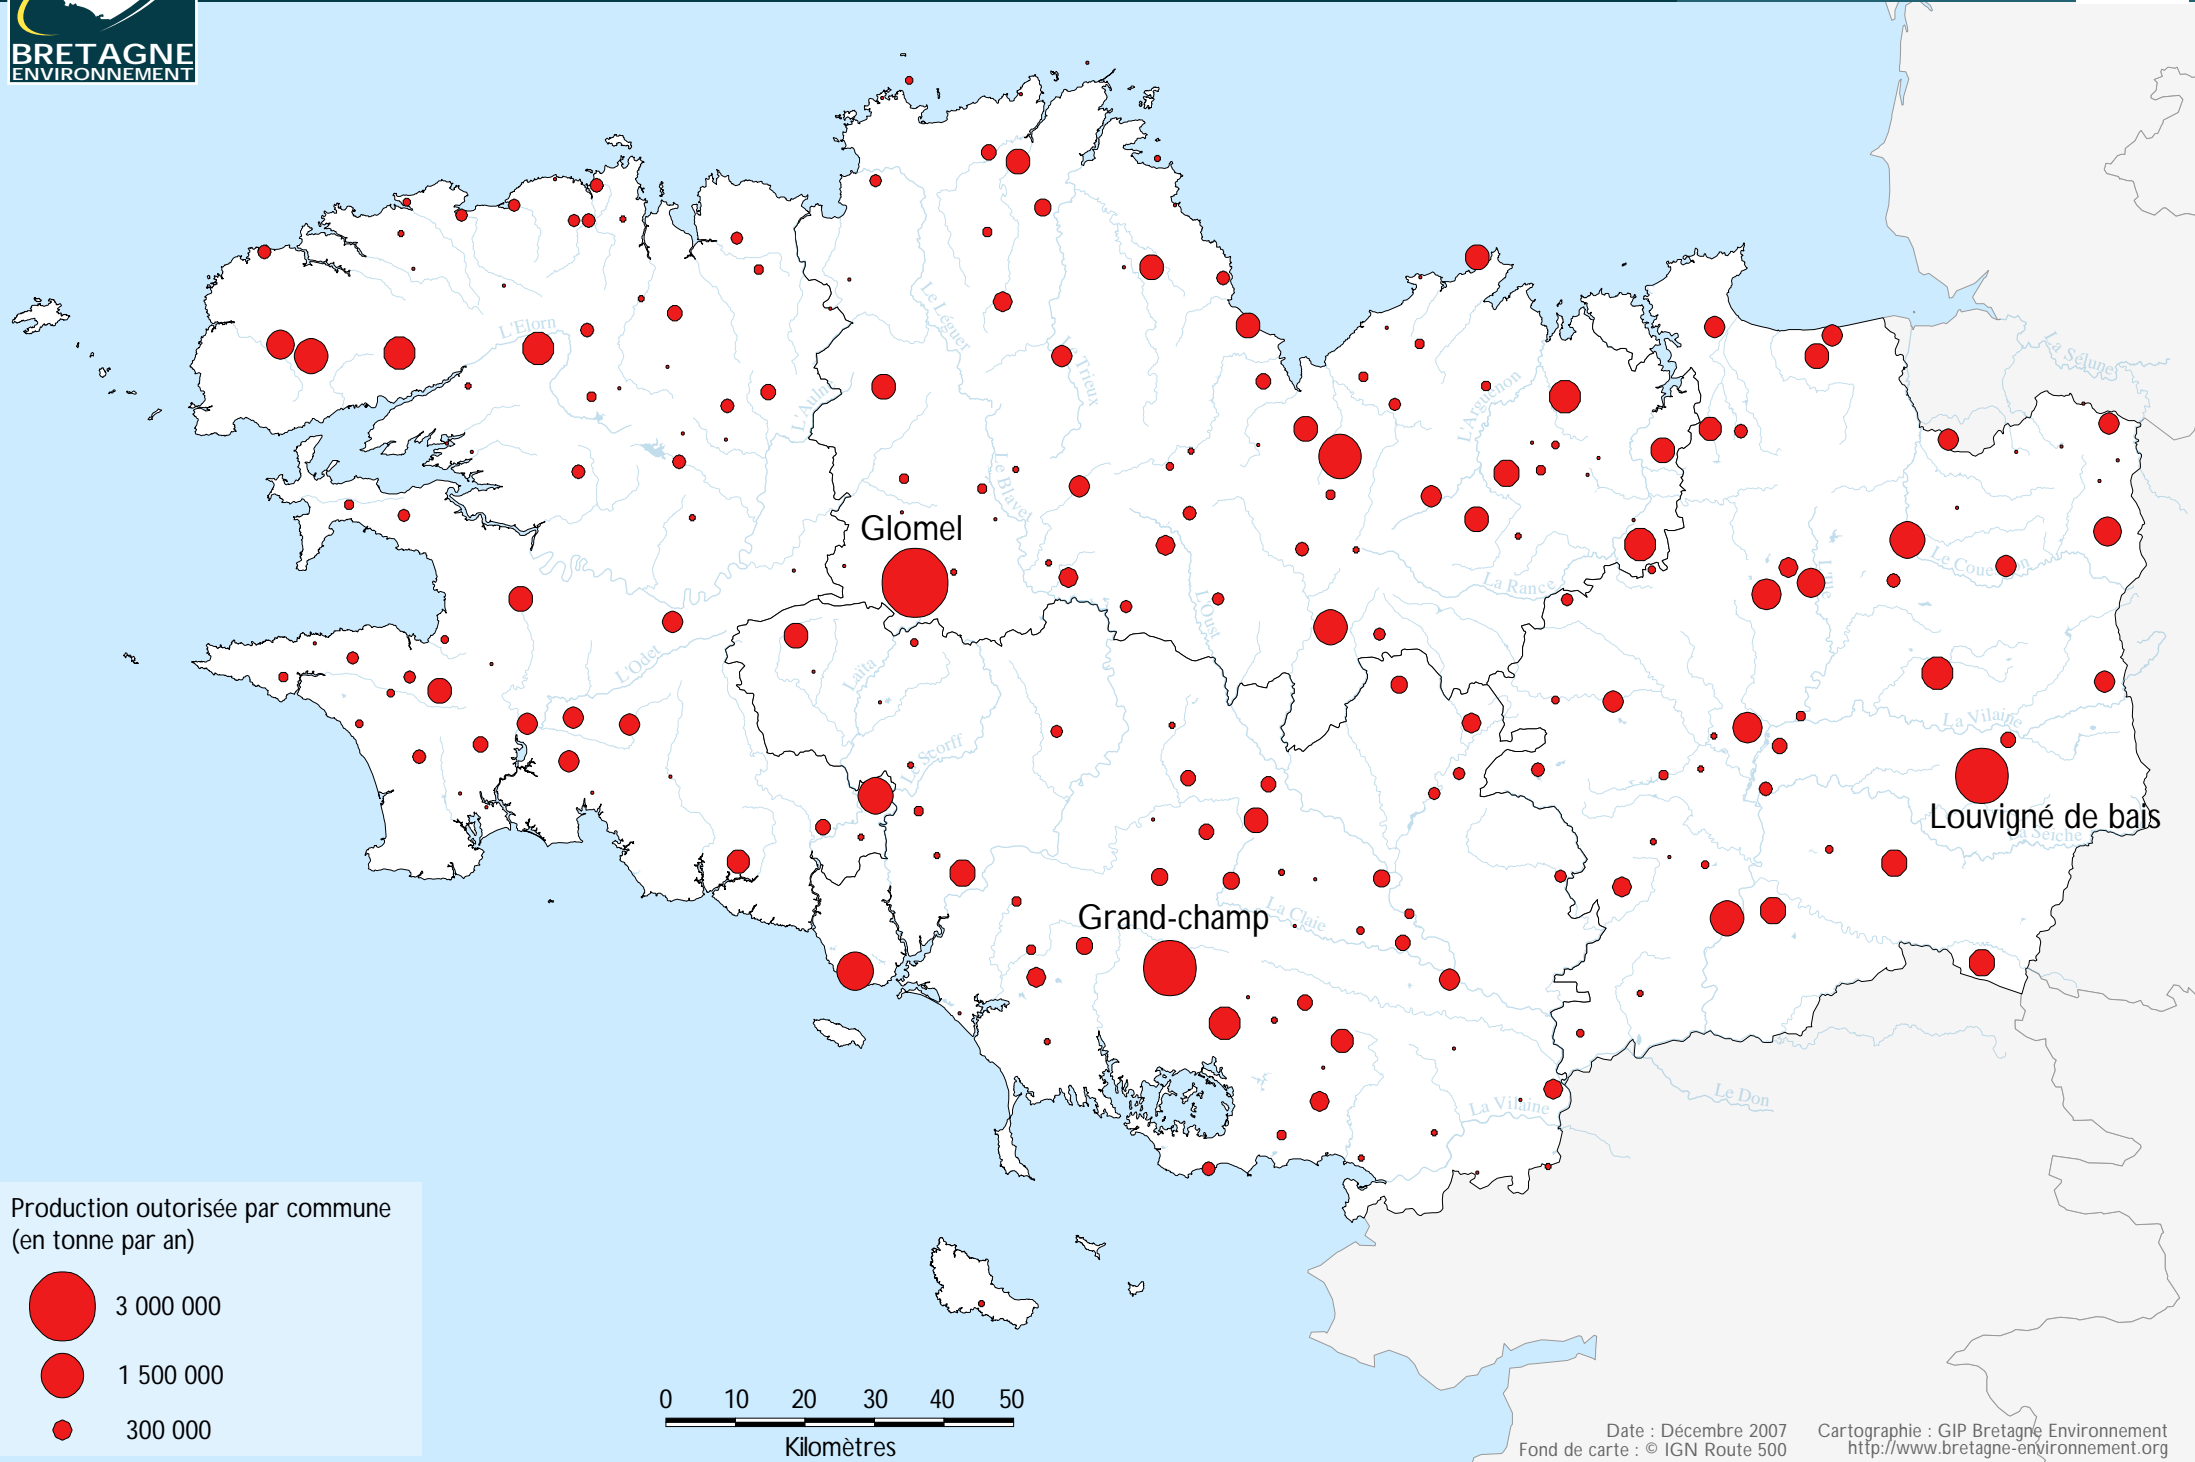 BRETAGNE
ENVIRONNEMENT
Le Léguer
L'Elorn
Le Trieux
La Sélune
L'Aulne
L'Arguenon
Le Blavet
Glomel
Le Couesnon
L'Ille
La Rance
L'Oust
L'Odet
Laïta
La Vilaine
Le Scorff
Louvigné de bais
La Seiche
Grand-champ
La Claie
Le Don
La Vilaine
Production outorisée par commune
(en tonne par an)
3 000 000
1 500 000
300 000
0 10 20 30 40 50
Kilomètres
Date : Décembre 2007 Cartographie : GIP Bretagne Environnement
Fond de carte : © IGN Route 500 http://www.bretagne-environnement.org